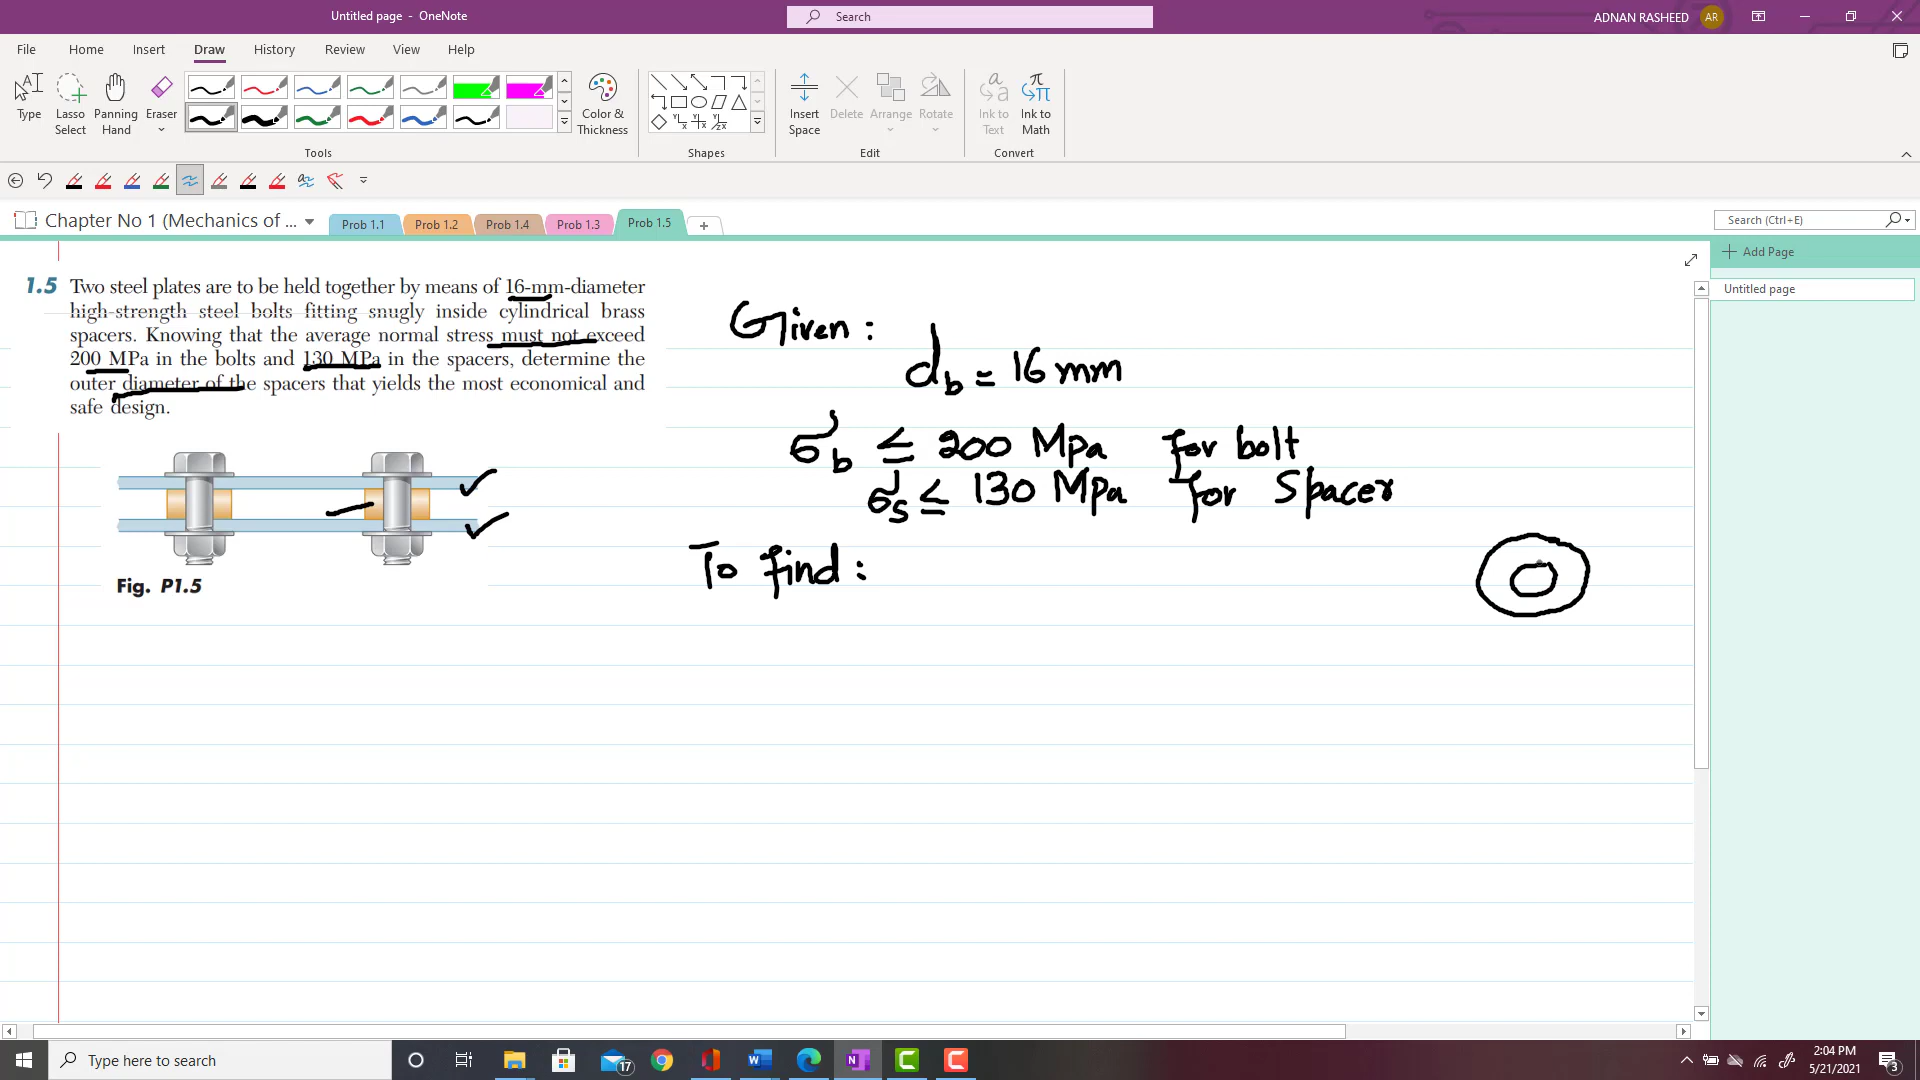 Untitled page - OneNote
Search
ADNAN RASHEED
AR
File
Home
Insert
Draw
History
Review
View
Help
Type
Lasso Select
Panning Hand
Eraser
Color & Thickness
Insert Space
Delete
Arrange
Rotate
Ink to Text
Ink to Math
Tools
Shapes
Edit
Convert
Chapter No 1 (Mechanics of ...
Prob 1.1
Prob 1.2
Prob 1.4
Prob 1.3
Prob 1.5
Search (Ctrl+E)
Add Page
Untitled page
1.5 Two steel plates are to be held together by means of 16-mm-diameter
high-strength steel bolts fitting snugly inside cylindrical brass
spacers. Knowing that the average normal stress must not exceed
200 MPa in the bolts and 130 MPa in the spacers, determine the
outer diameter of the spacers that yields the most economical and
safe design.
Fig. P1.5
Given:
d_b = 16 mm
σ_b ≤ 200 Mpa for bolt
σ_s ≤ 130 Mpa for Spacer
To find:
Type here to search
17
2:04 PM
5/21/2021
3